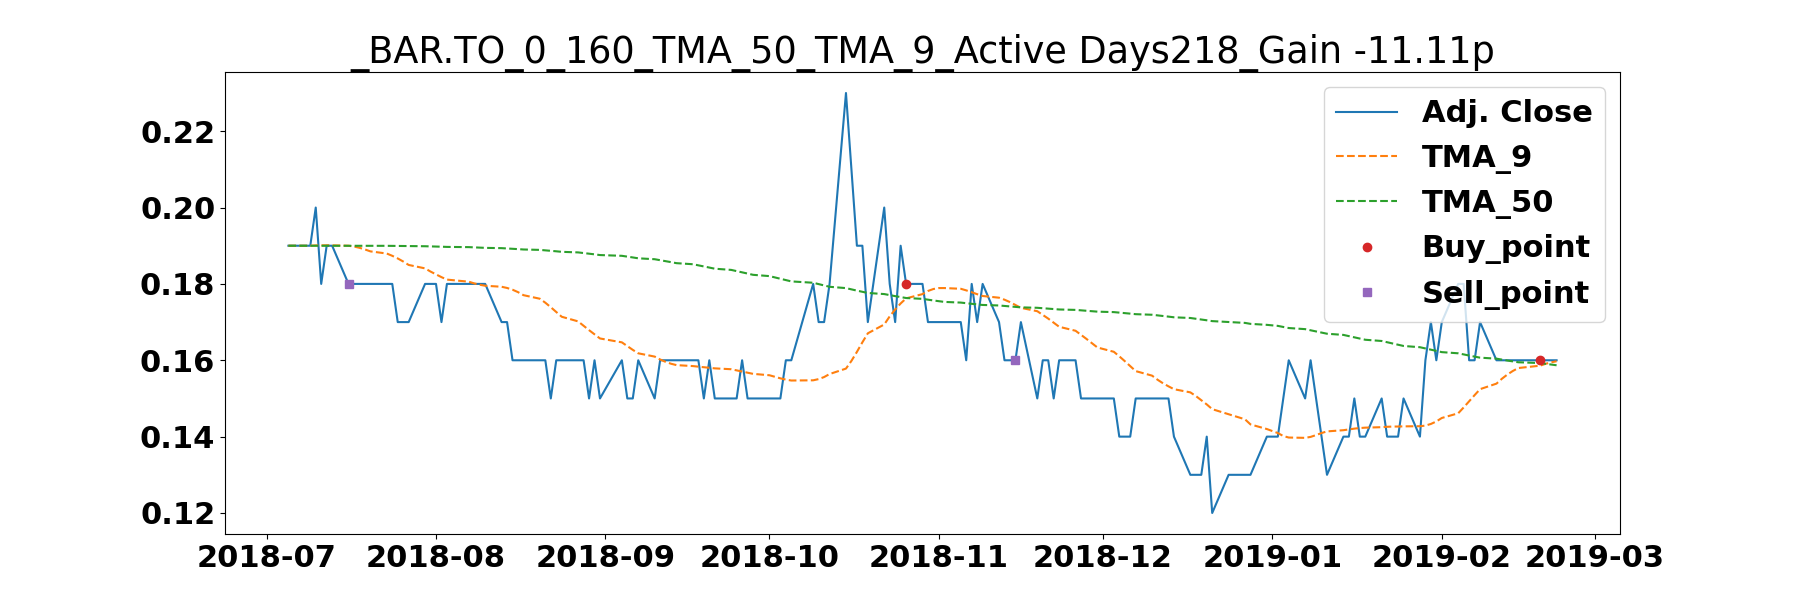 _BAR.TO_0_160_TMA_50_TMA_9_Active Days218_Gain -11.11p
Adj. Close
TMA_9
TMA_50
Buy_point
Sell_point
0.22
0.20
0.18
0.16
0.14
0.12
2018-07 2018-08 2018-09 2018-10 2018-11 2018-12 2019-01 2019-02 2019-03